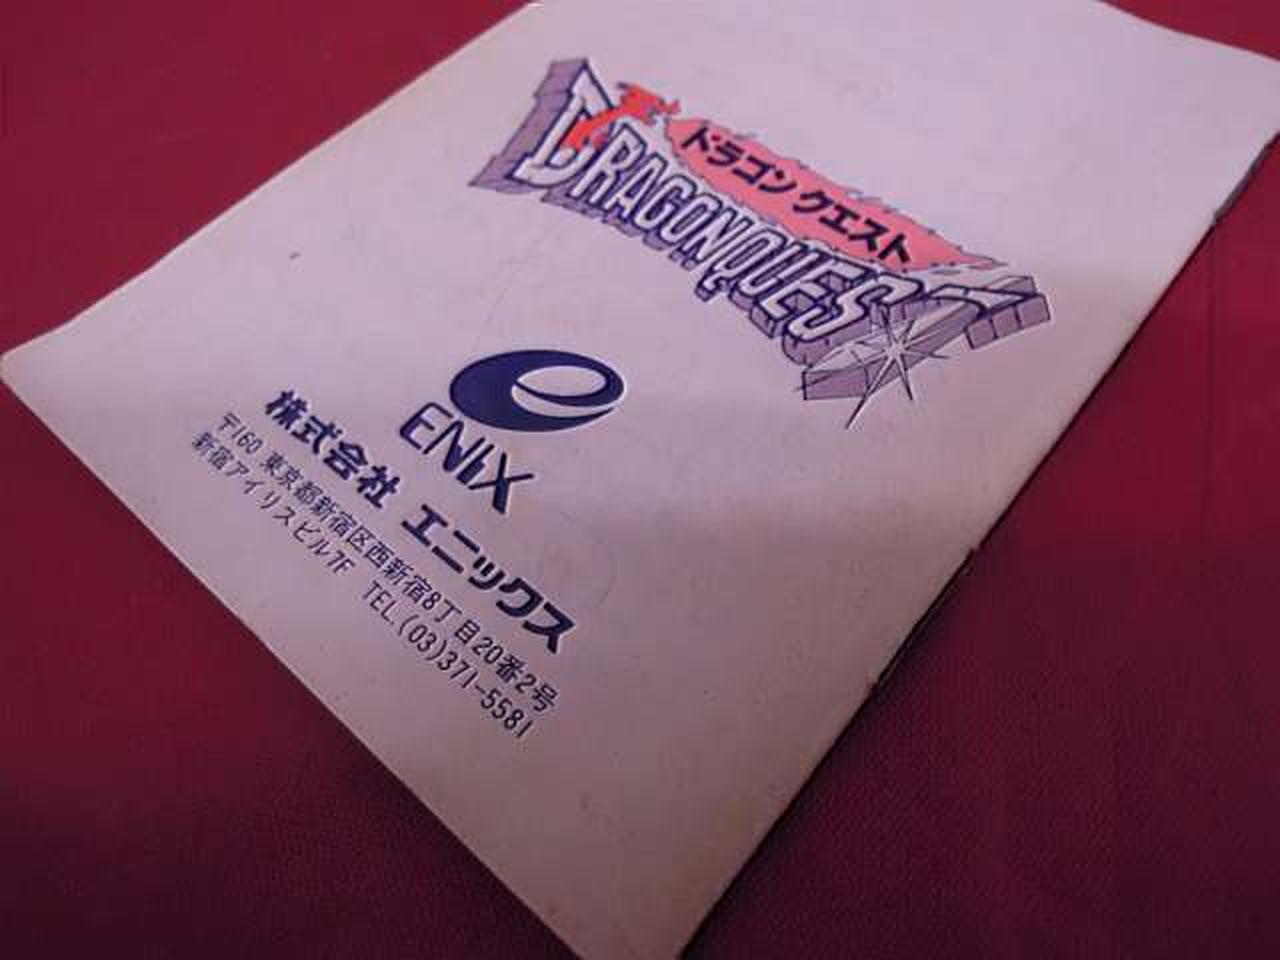 ドラゴンクエスト
DRAGONQUEST
e
ENIX
株式会社 エニックス
〒160 東京都新宿区西新宿8丁目20番2号
新宿アイリスビル7F TEL.(03)371-5581